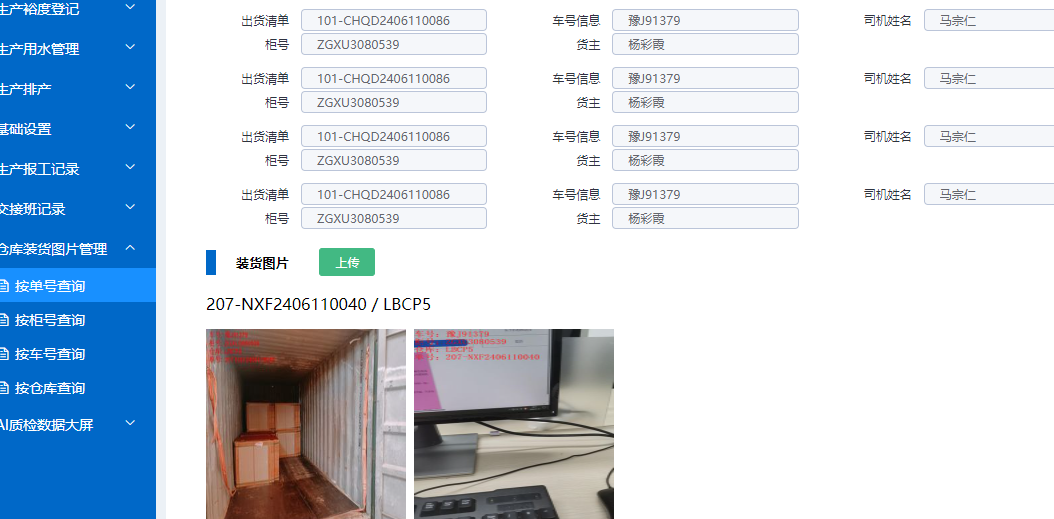 生产裕度登记
生产用水管理
生产排产
基础设置
生产报工记录
交接班记录
仓库装货图片管理
按单号查询
按柜号查询
按车号查询
按仓库查询
AI质检数据大屏
出货清单 101-CHQD2406110086 车号信息 豫J91379 司机姓名 马宗仁
柜号 ZGXU3080539 货主 杨彩霞
出货清单 101-CHQD2406110086 车号信息 豫J91379 司机姓名 马宗仁
柜号 ZGXU3080539 货主 杨彩霞
出货清单 101-CHQD2406110086 车号信息 豫J91379 司机姓名 马宗仁
柜号 ZGXU3080539 货主 杨彩霞
出货清单 101-CHQD2406110086 车号信息 豫J91379 司机姓名 马宗仁
柜号 ZGXU3080539 货主 杨彩霞
装货图片 上传
207-NXF2406110040 / LBCP5
车号: 豫J91379
3080539
LBCP5
单号: 207-NXF2406110040